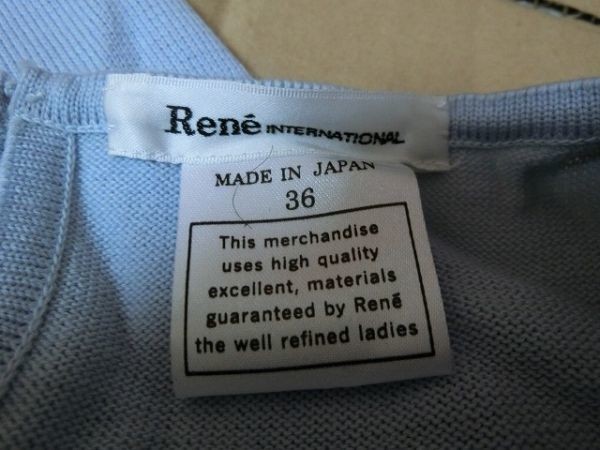 René INTERNATIONAL
MADE IN JAPAN
36
This merchandise
uses high quality
excellent, materials
guaranteed by René
the well refined ladies